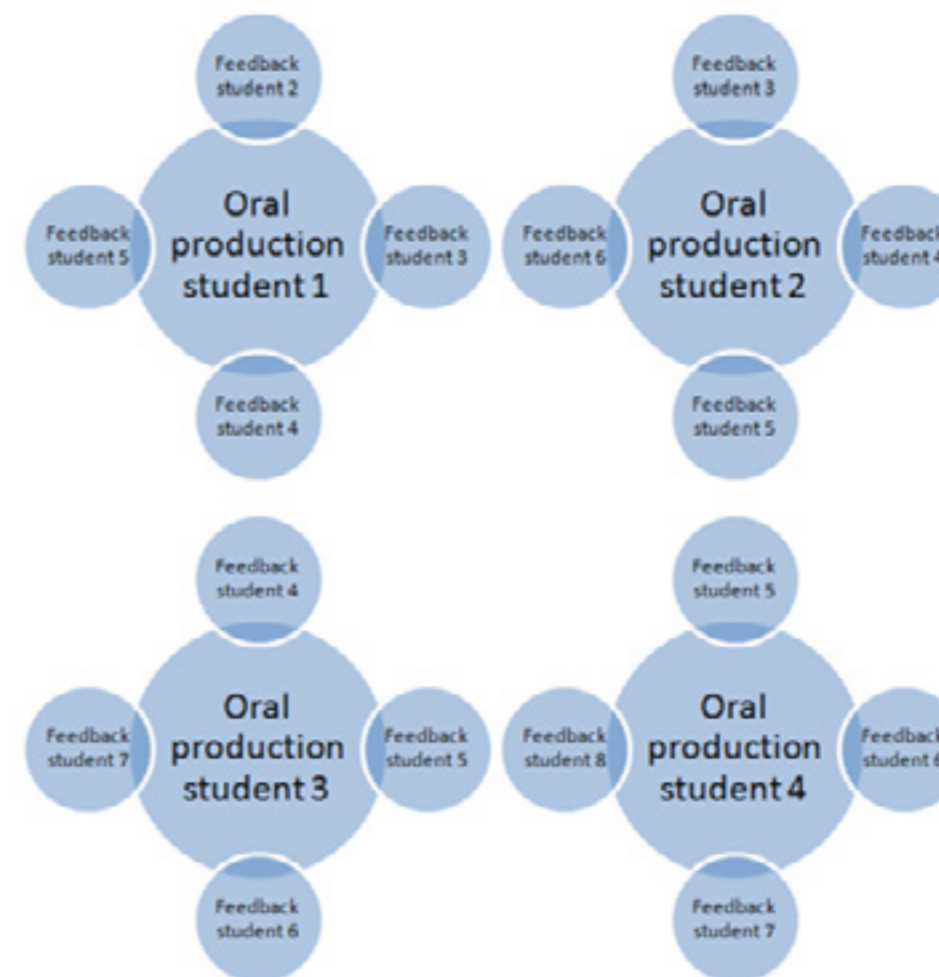 Feedback
student 2
Feedback
student 5
Oral
production
student 1
Feedback
student 3
Feedback
student 4
Feedback
student 3
Feedback
student 6
Oral
production
student 2
Feedback
student 4
Feedback
student 5
Feedback
student 4
Feedback
student 7
Oral
production
student 3
Feedback
student 5
Feedback
student 6
Feedback
student 5
Feedback
student 8
Oral
production
student 4
Feedback
student 6
Feedback
student 7